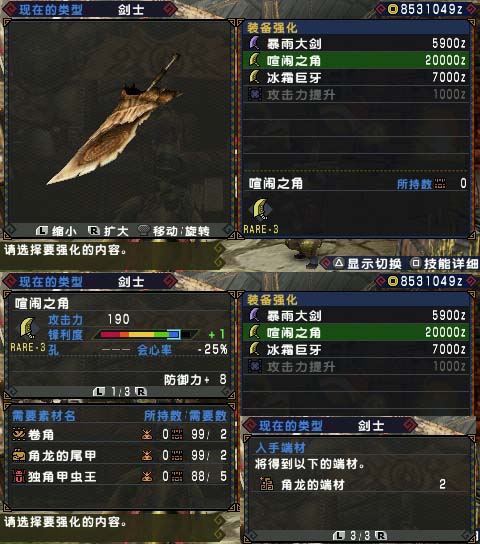 现在的类型 剑士
8531049z
装备强化
暴雨大剑 5900z
喧闹之角 20000z
冰霜巨牙 7000z
攻击力提升 1000z
喧闹之角 所持数 0
RARE-3
L 缩小 R 扩大 移动/旋转
请选择要强化的内容。
△ 显示切换 □ 技能详细
现在的类型 剑士
8531049z
喧闹之角
攻击力 190
锋利度 +1
RARE-3
孔 --- 会心率 -25%
防御力+ 8
L 1/3 R
装备强化
暴雨大剑 5900z
喧闹之角 20000z
冰霜巨牙 7000z
攻击力提升 1000z
需要素材名 所持数/需要数
卷角 0 99/ 2
角龙的尾甲 0 99/ 2
独角甲虫王 0 88/ 5
请选择要强化的内容。
现在的类型 剑士
入手端材
将得到以下的端材。
角龙的端材 2
L 3/3 R